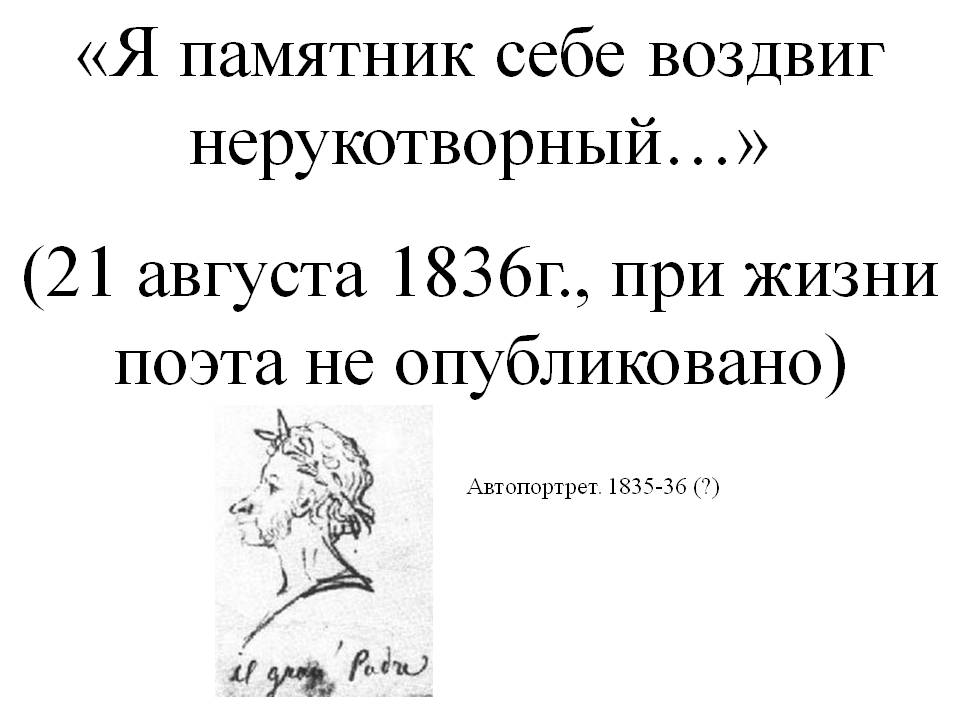 «Я памятник себе воздвиг
нерукотворный…»
(21 августа 1836г., при жизни
поэта не опубликовано)
Автопортрет. 1835-36 (?)
il gran' Padre